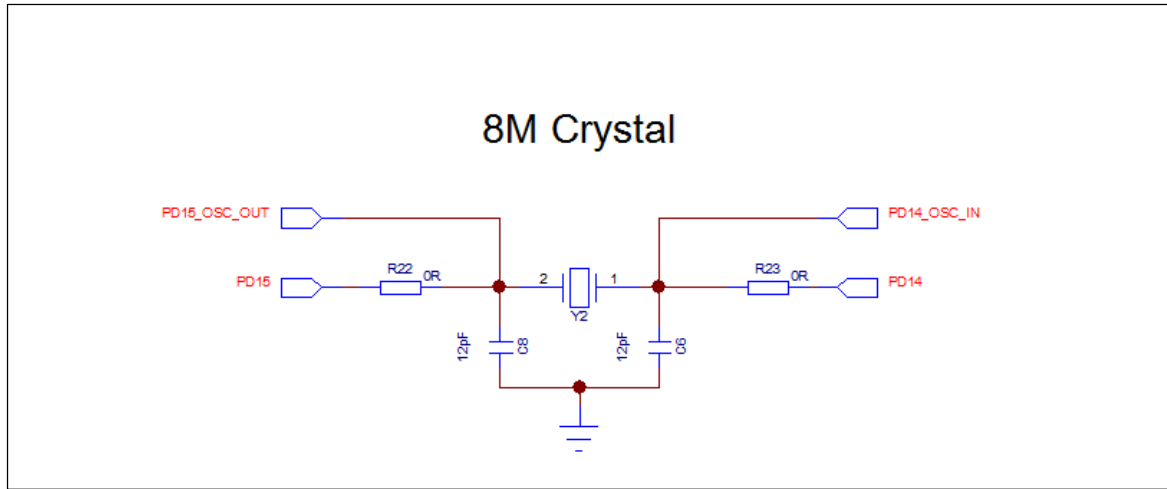 8M Crystal
PD15_OSC_OUT
PD14_OSC_IN
PD15
R22
0R
2
1
R23
0R
PD14
Y2
12pF
C8
12pF
C6